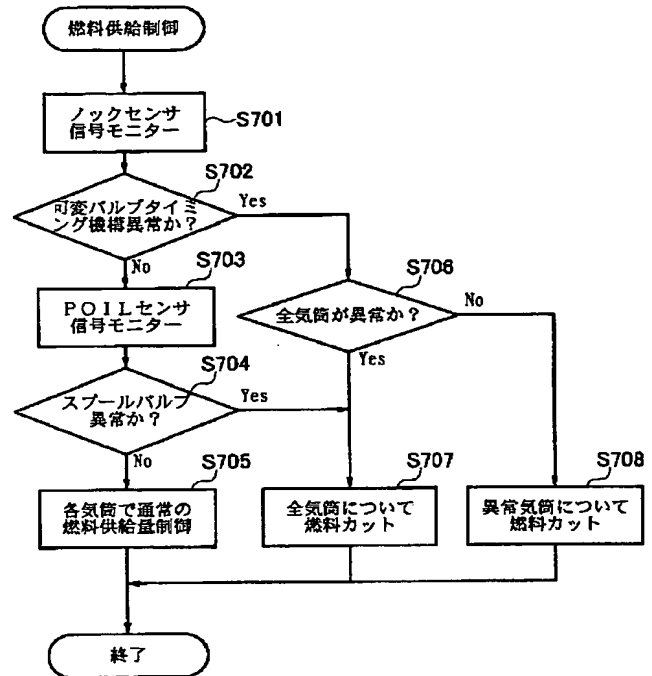 燃料供給制御
ノックセンサ
信号モニター
S701
S702
可変バルブタイミ
ング機構異常か？
Yes
No
S703
POILセンサ
信号モニター
S706
全気筒が異常か？
No
Yes
S704
スプールバルブ
異常か？
Yes
No
S705
各気筒で通常の
燃料供給量制御
S707
全気筒について
燃料カット
S708
異常気筒について
燃料カット
終了